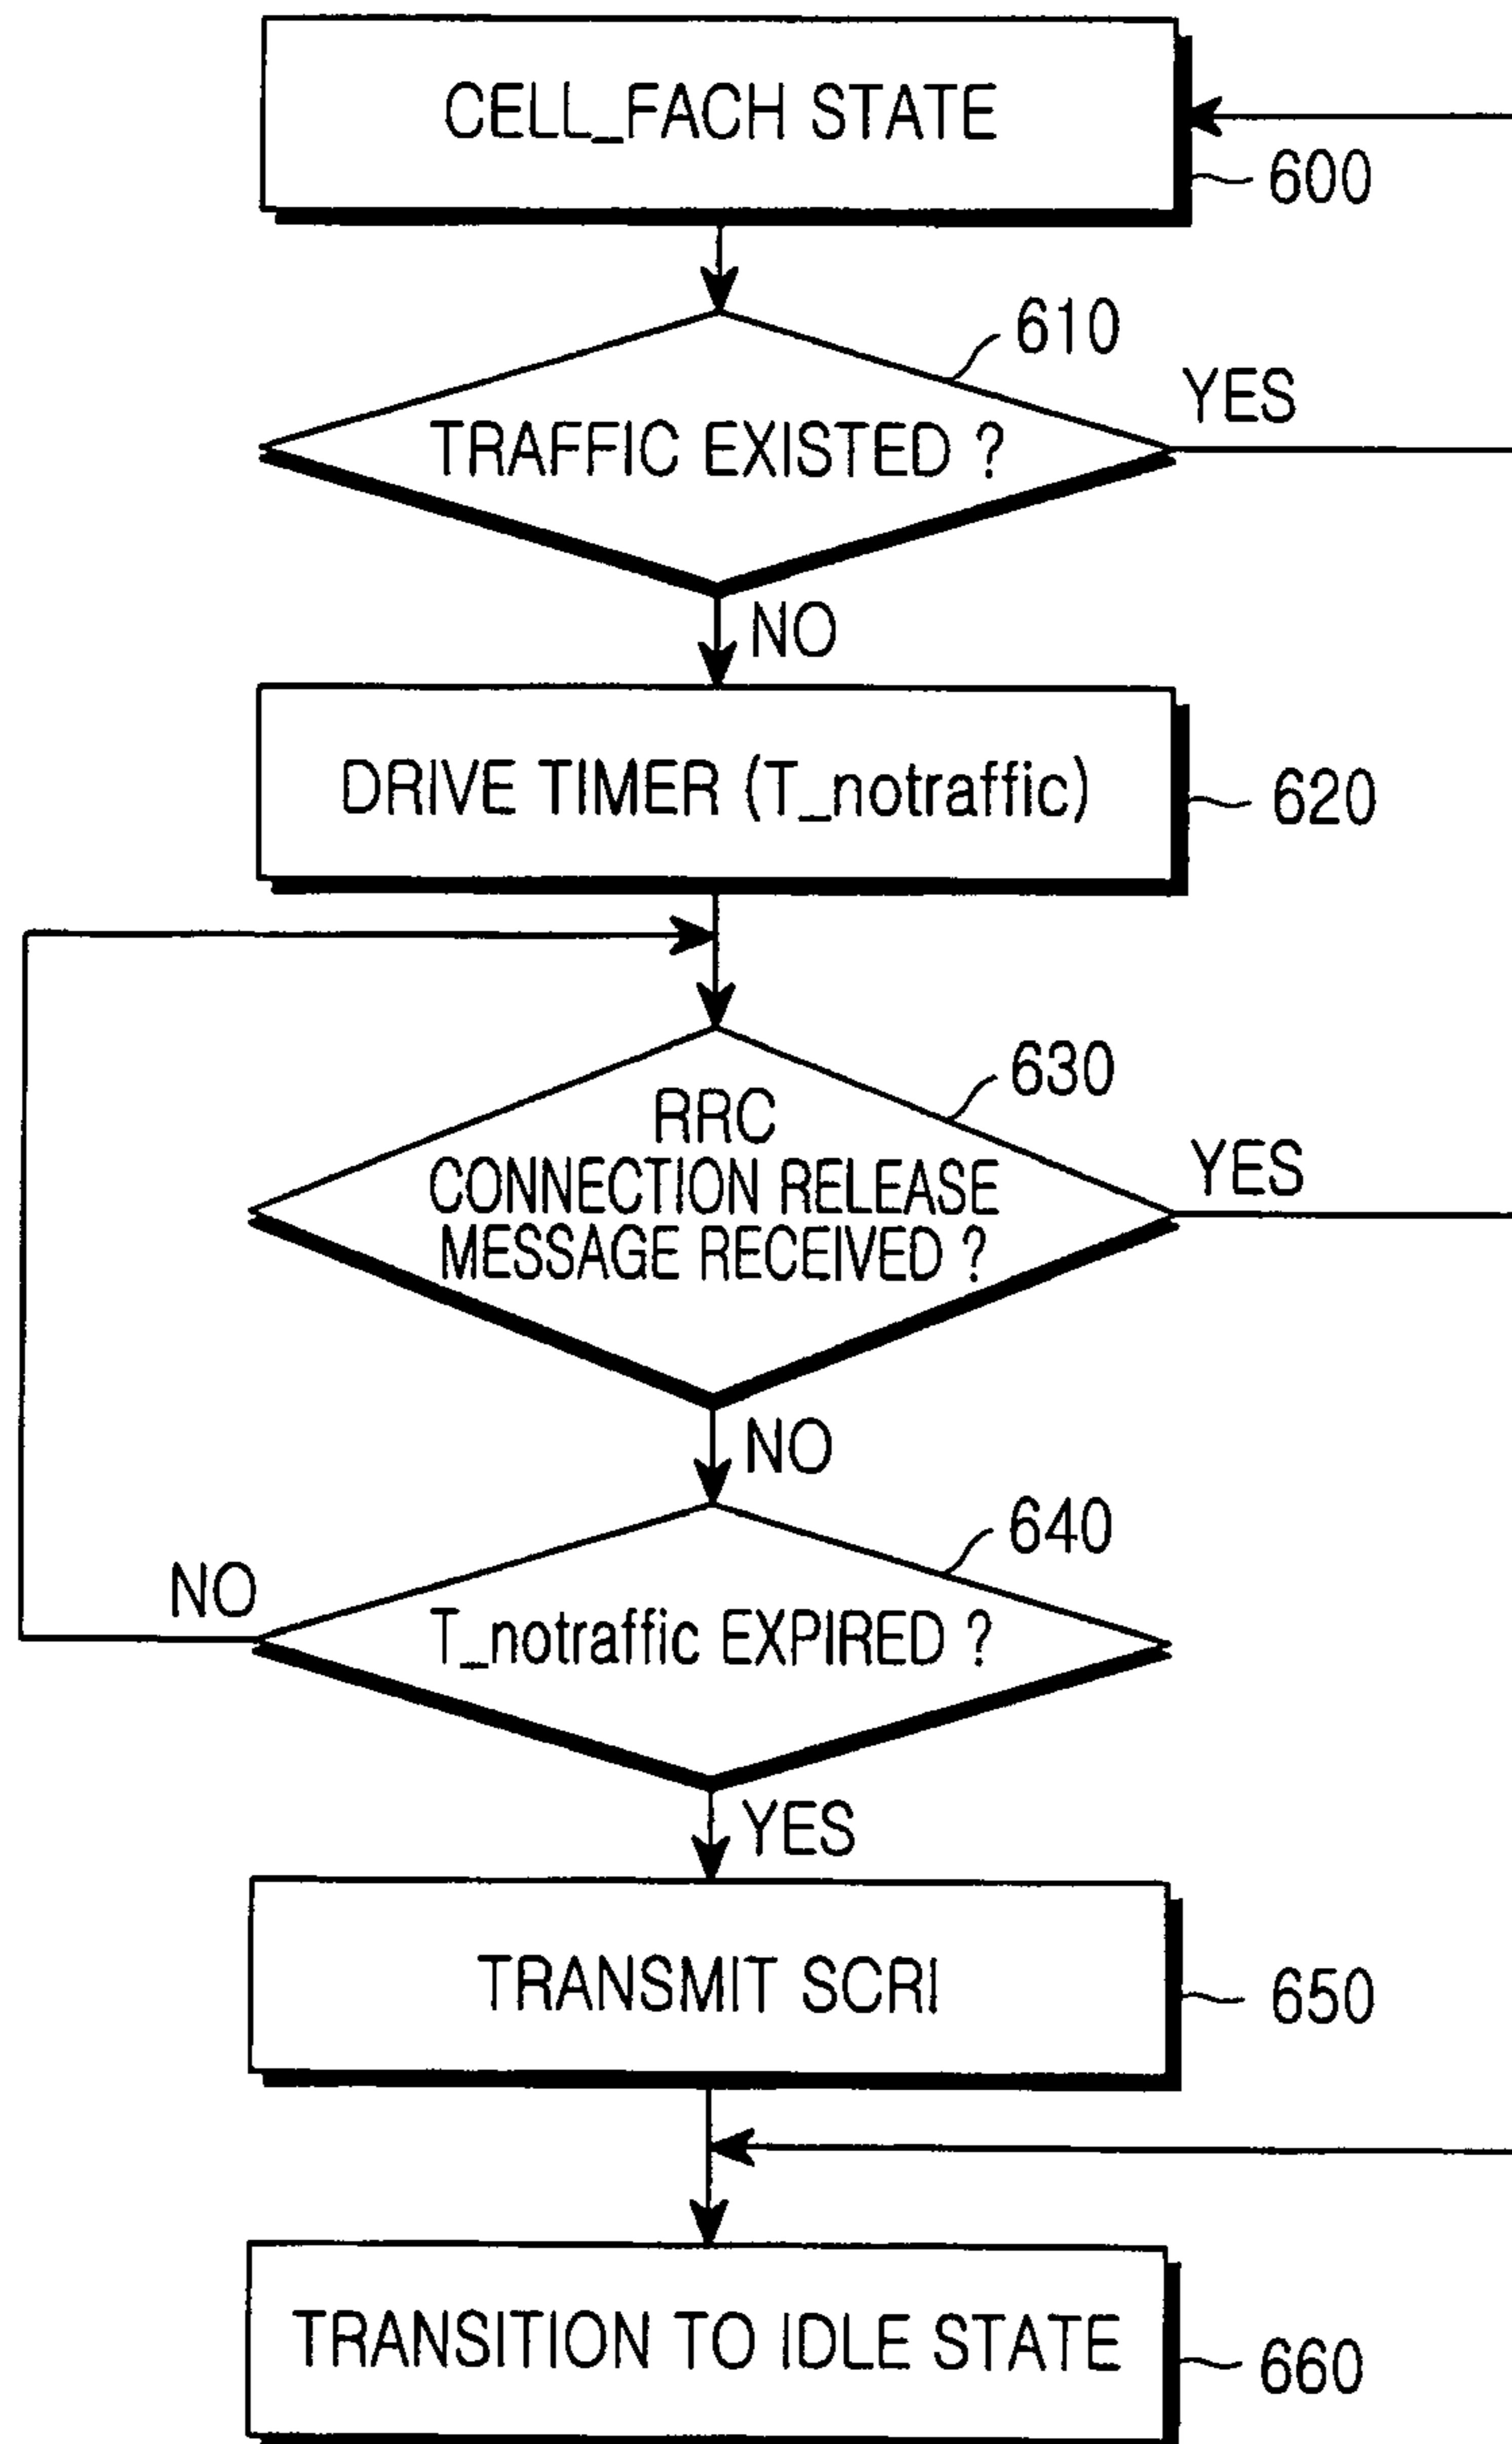 CELL_FACH STATE
600
610
YES
TRAFFIC EXISTED ?
NO
DRIVE TIMER (T_notraffic)
620
630
RRC
YES
CONNECTION RELEASE
MESSAGE RECEIVED ?
NO
640
NO
T_notraffic EXPIRED ?
YES
TRANSMIT SCRI
650
TRANSITION TO IDLE STATE
660